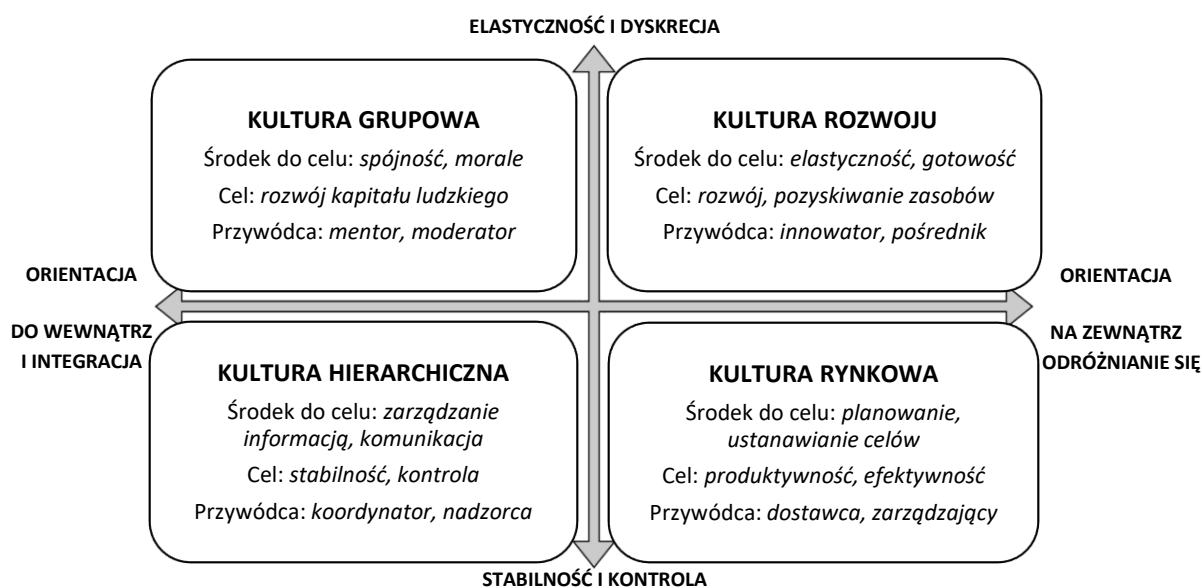 ELASTYCZNOŚĆ I DYSKRECJA
KULTURA GRUPOWA
Środek do celu: spójność, morale
Cel: rozwój kapitału ludzkiego
Przywódca: mentor, moderator
KULTURA ROZWOJU
Środek do celu: elastyczność, gotowość
Cel: rozwój, pozyskiwanie zasobów
Przywódca: innowator, pośrednik
ORIENTACJA
DO WEWNĄTRZ
I INTEGRACJA
ORIENTACJA
NA ZEWNĄTRZ
ODRÓŻNIANIE SIĘ
KULTURA HIERARCHICZNA
Środek do celu: zarządzanie
informacją, komunikacja
Cel: stabilność, kontrola
Przywódca: koordynator, nadzorca
KULTURA RYNKOWA
Środek do celu: planowanie,
ustanawianie celów
Cel: produktywność, efektywność
Przywódca: dostawca, zarządzający
STABILNOŚĆ I KONTROLA